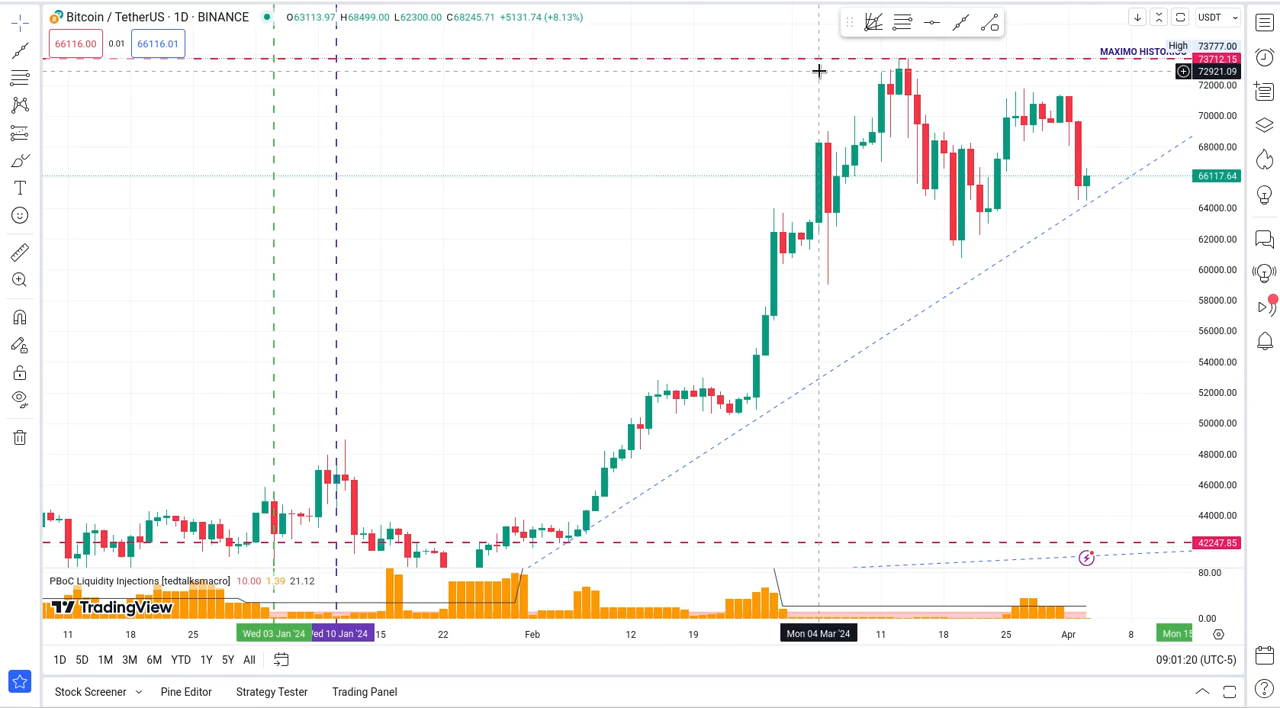 Bitcoin / TetherUS · 1D · BINANCE
O63113.97 H68499.00 L62300.00 C68245.71 +5131.74 (+8.13%)
USDT
66116.00 0.01 66116.01
High 73777.00
73712.15
72921.09
72000.00
70000.00
68000.00
66117.64
64000.00
62000.00
60000.00
58000.00
56000.00
54000.00
52000.00
50000.00
48000.00
46000.00
44000.00
42247.85
PBoC Liquidity Injections [tedtalksmacro] 10.00 1.39 21.12
80.00
TradingView
0.00
11 18 25 Wed 03 Jan '24 Wed 10 Jan '24 15 22 Feb 12 19 Mon 04 Mar '24 11 18 25 Apr 8 Mon 15
1D 5D 1M 3M 6M YTD 1Y 5Y All
09:01:20 (UTC-5)
Stock Screener Pine Editor Strategy Tester Trading Panel